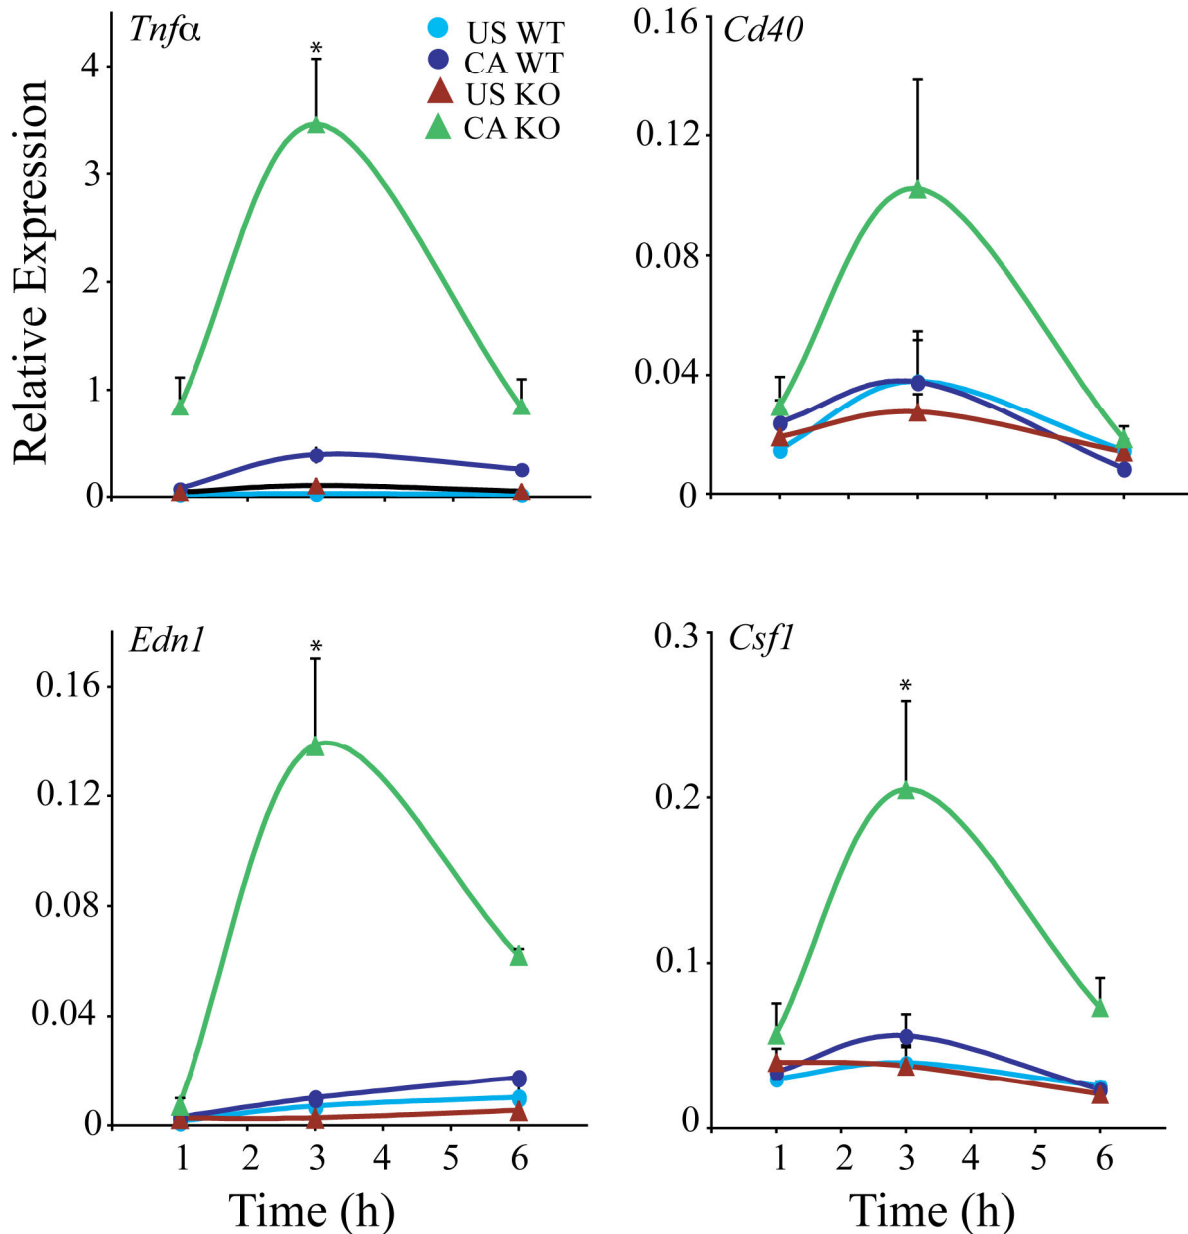 Relative Expression
Tnfα
*
US WT
CA WT
US KO
CA KO
4
3
2
1
0
Cd40
0.16
0.12
0.08
0.04
0
Edn1
*
0.16
0.12
0.08
0.04
0
1 2 3 4 5 6
Time (h)
Csf1
*
0.3
0.2
0.1
0
1 2 3 4 5 6
Time (h)